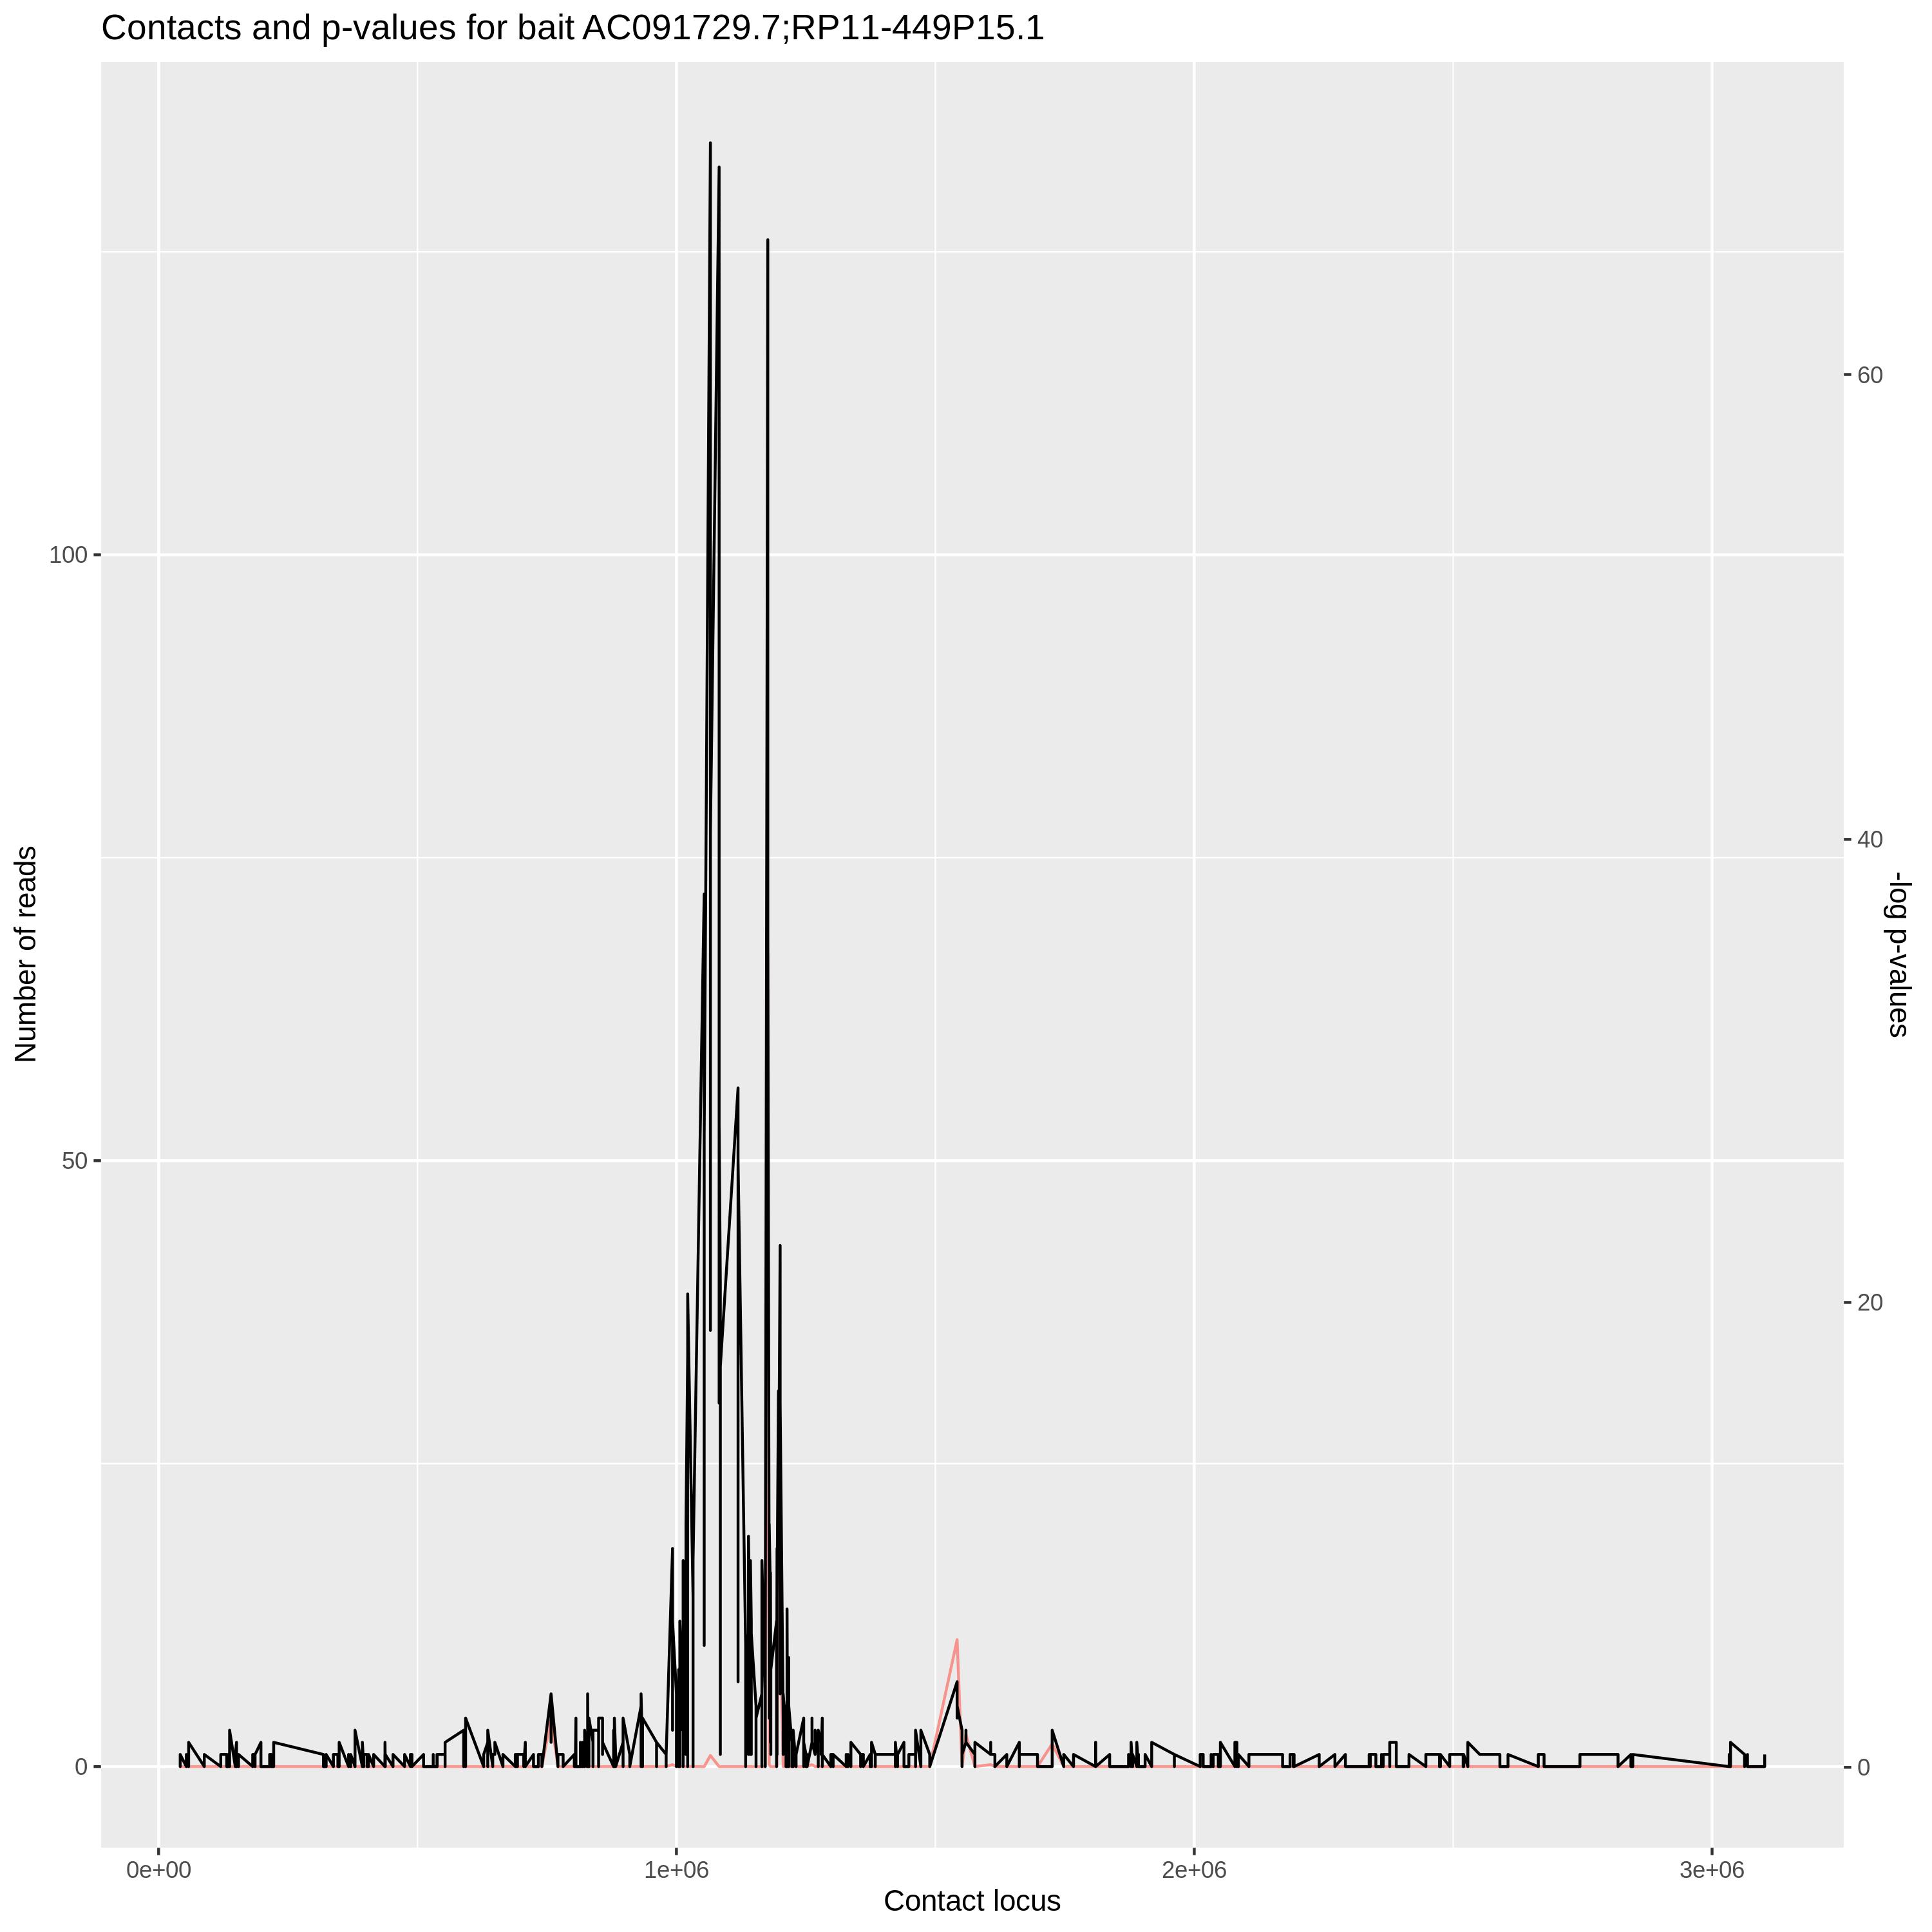 Contacts and p-values for bait AC091729.7;RP11-449P15.1
100
50
0
Number of reads
60
40
20
0
-log p-values
0e+00
1e+06
2e+06
3e+06
Contact locus